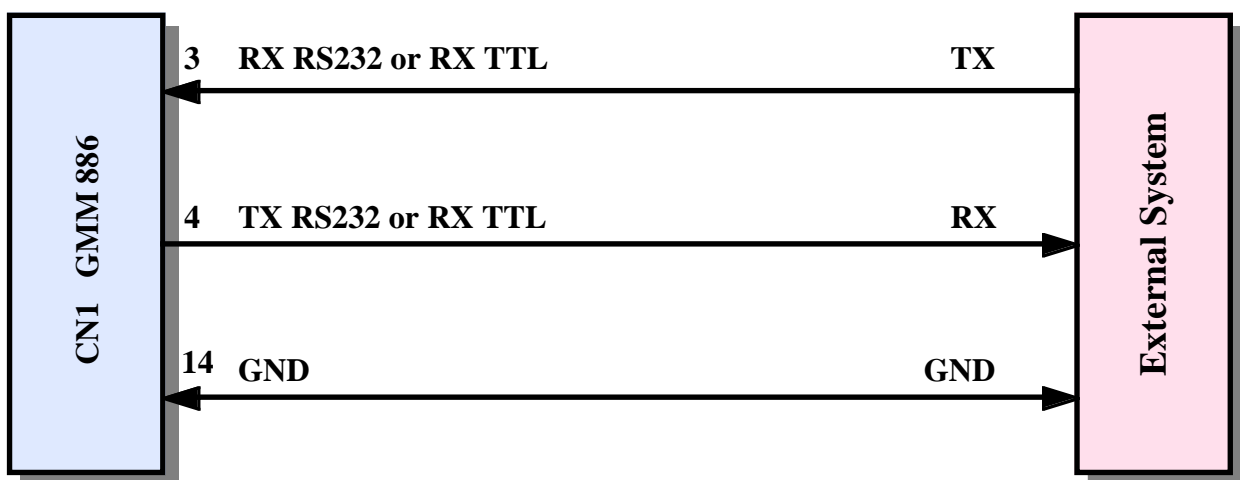 CN1 GMM 886
3 RX RS232 or RX TTL TX
4 TX RS232 or RX TTL RX
14 GND GND
External System